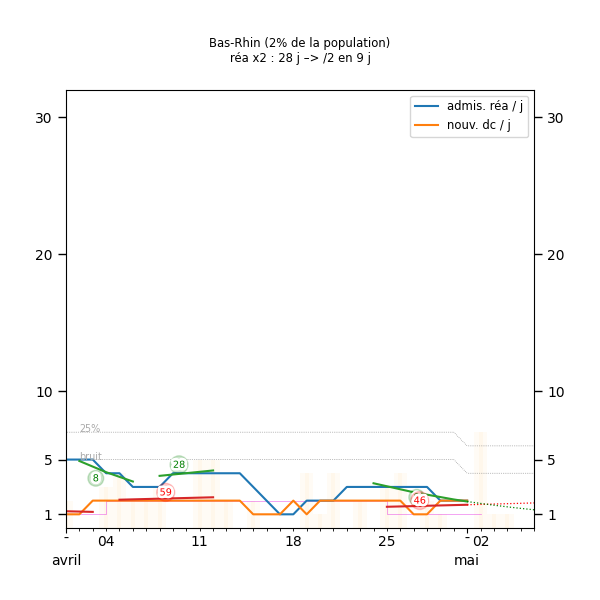 Bas-Rhin (2% de la population)
réa x2 : 28 j –> /2 en 9 j
admis. réa / j
nouv. dc / j
30 30
20 20
10 10
25%
bruit
5 5
28
8
59
46
1 1
04 11 18 25 02
avril mai